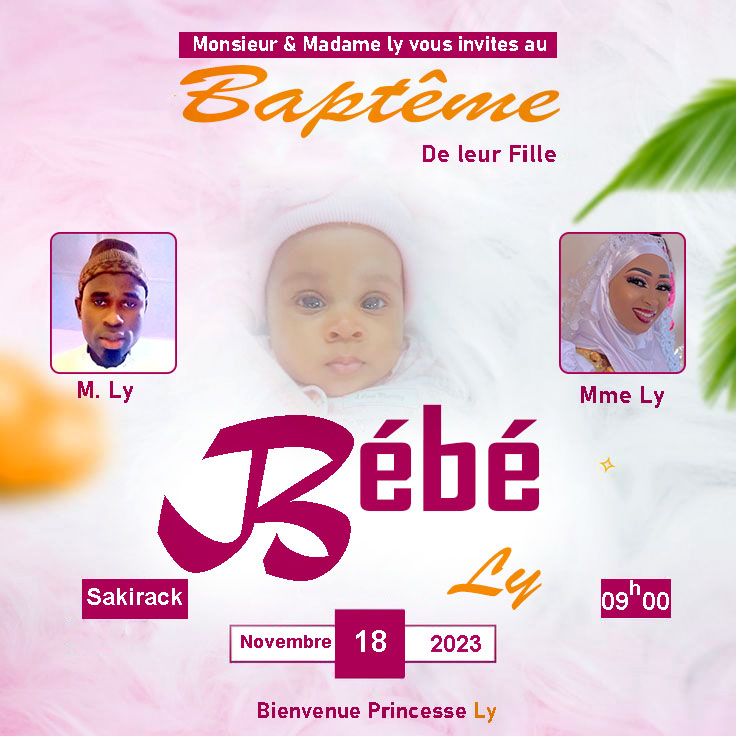 Monsieur & Madame ly vous invites au
Baptême
De leur Fille
M. Ly
Mme Ly
Bébé
Ly
Sakirack
09h00
Novembre 18 2023
Bienvenue Princesse Ly